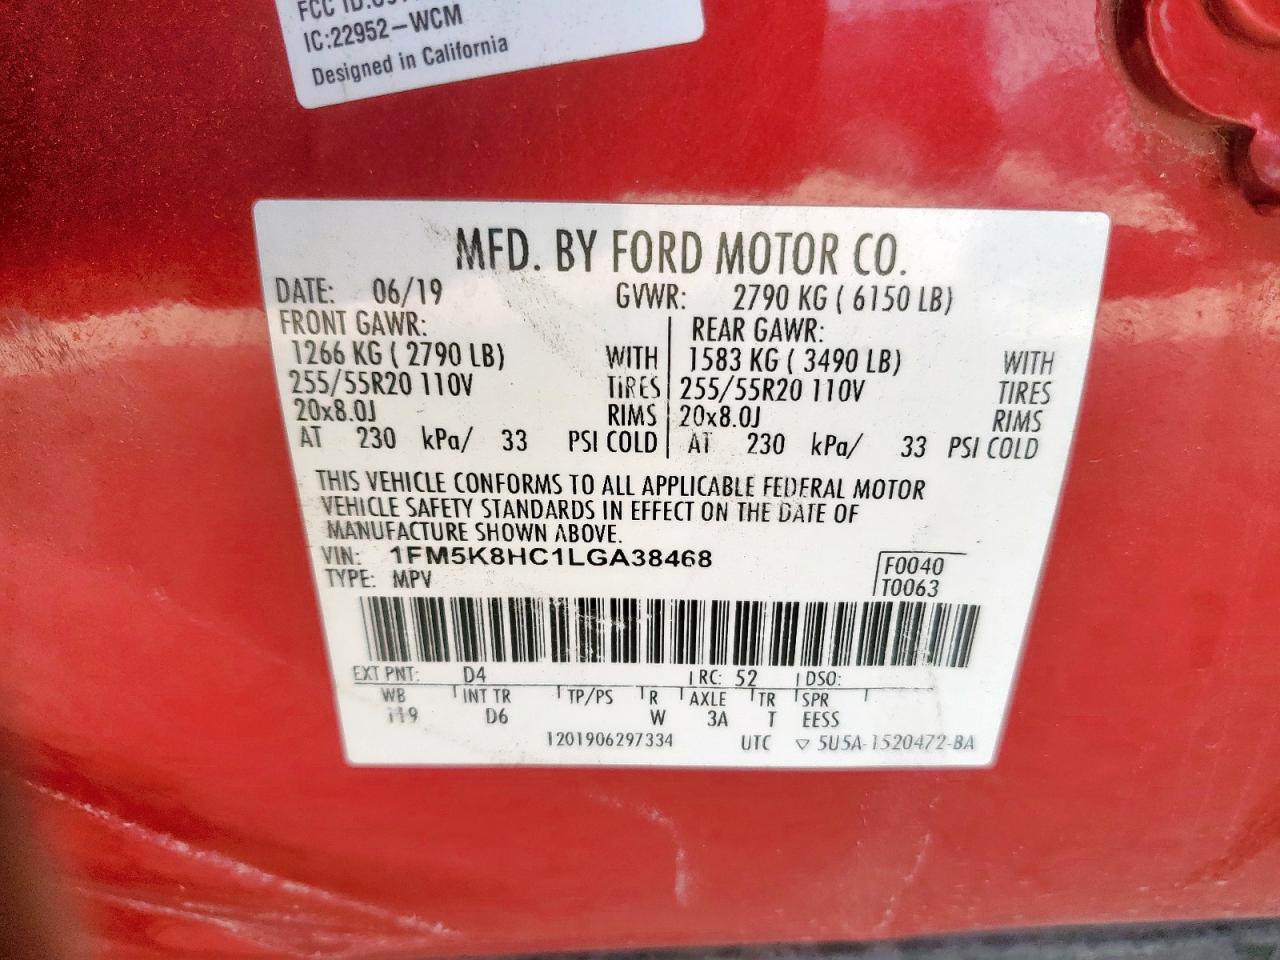 FCC ID:
IC:22952-WCM
Designed in California
MFD. BY FORD MOTOR CO.
DATE: 06/19 GVWR: 2790 KG ( 6150 LB)
FRONT GAWR: REAR GAWR:
1266 KG ( 2790 LB) WITH 1583 KG ( 3490 LB) WITH
255/55R20 110V TIRES 255/55R20 110V TIRES
20x8.0J RIMS 20x8.0J RIMS
AT 230 kPa/ 33 PSI COLD AT 230 kPa/ 33 PSI COLD
THIS VEHICLE CONFORMS TO ALL APPLICABLE FEDERAL MOTOR
VEHICLE SAFETY STANDARDS IN EFFECT ON THE DATE OF
MANUFACTURE SHOWN ABOVE.
VIN: 1FM5K8HC1LGA38468 F0040
TYPE: MPV T0063
EXT PNT: D4 RC: 52 DSO:
WB INT TR TP/PS R AXLE TR SPR
119 D6 W 3A T EESS
1201906297334 UTC ▽ 5U5A-1520472-BA